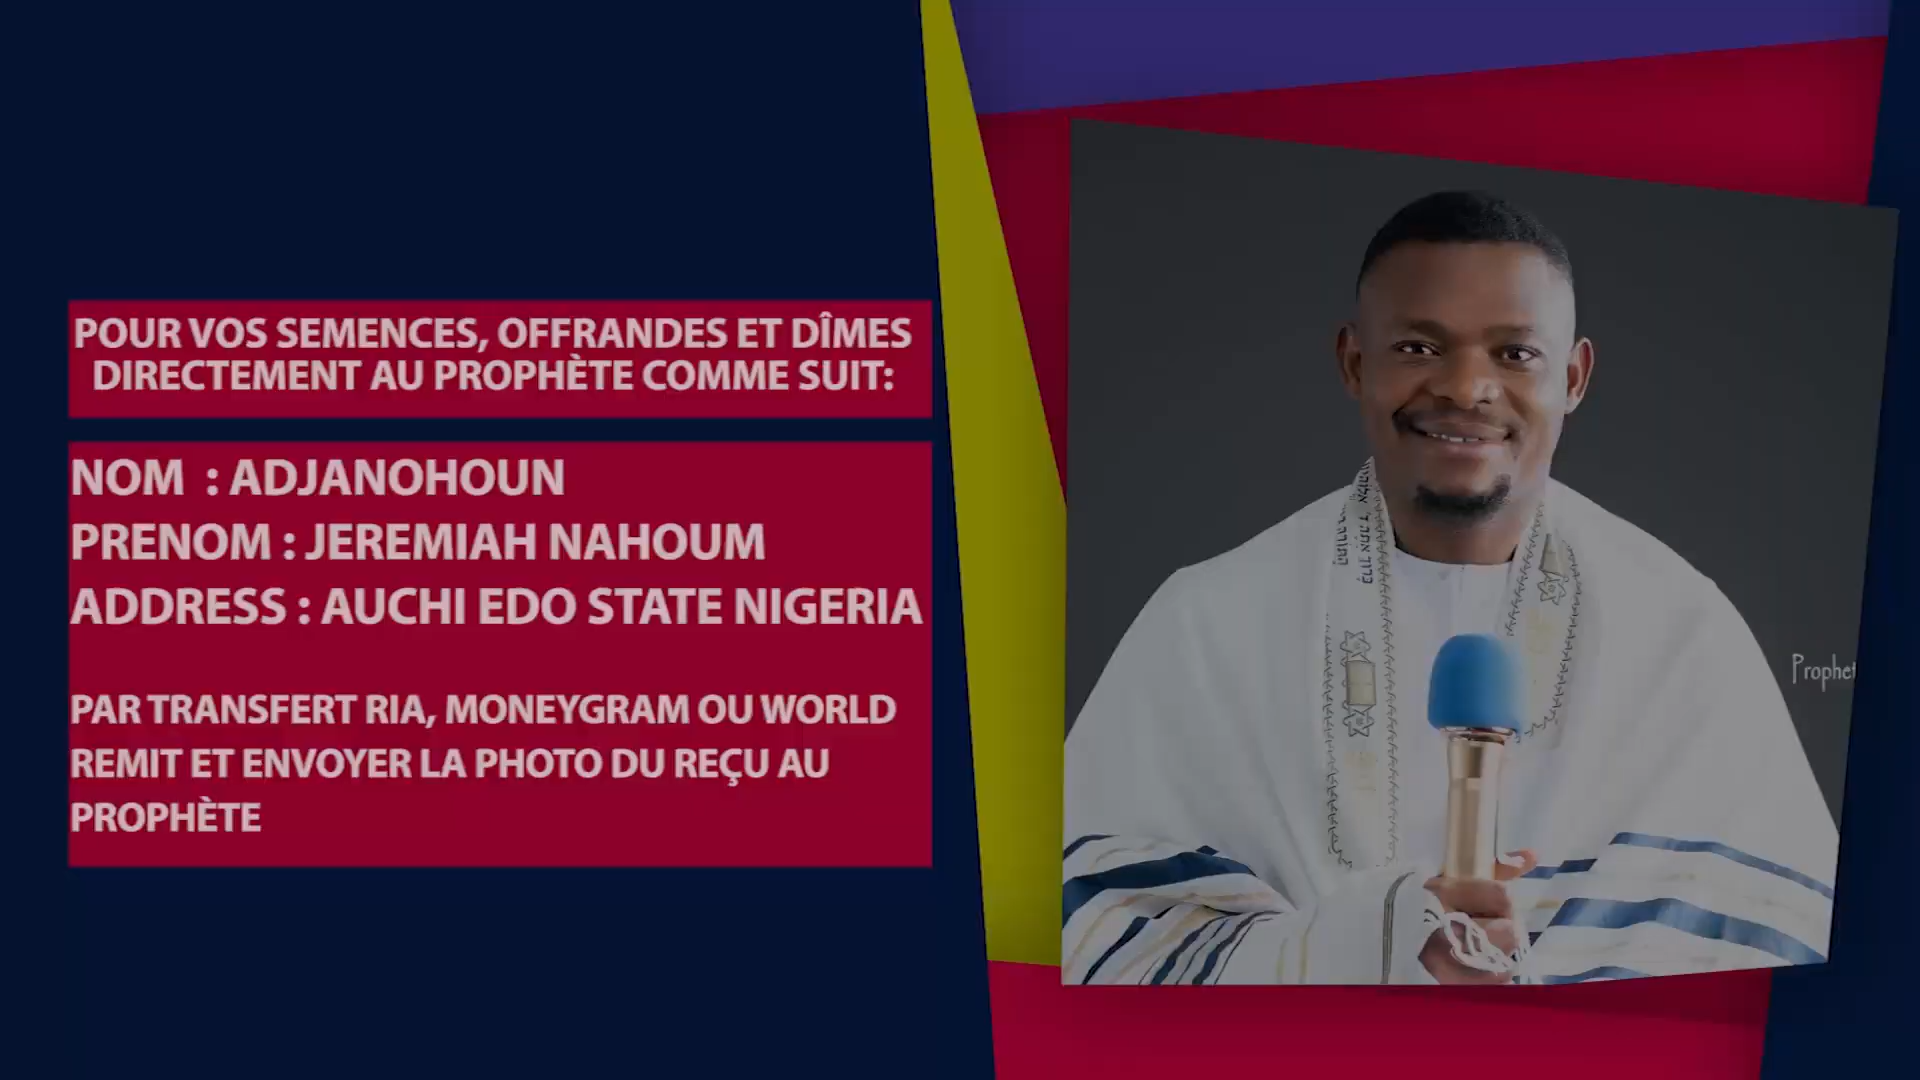 POUR VOS SEMENCES, OFFRANDES ET DÎMES
DIRECTEMENT AU PROPHÈTE COMME SUIT:
NOM : ADJANOHOUN
PRENOM : JEREMIAH NAHOUM
ADDRESS : AUCHI EDO STATE NIGERIA
PAR TRANSFERT RIA, MONEYGRAM OU WORLD
REMIT ET ENVOYER LA PHOTO DU REÇU AU
PROPHÈTE
Prophet